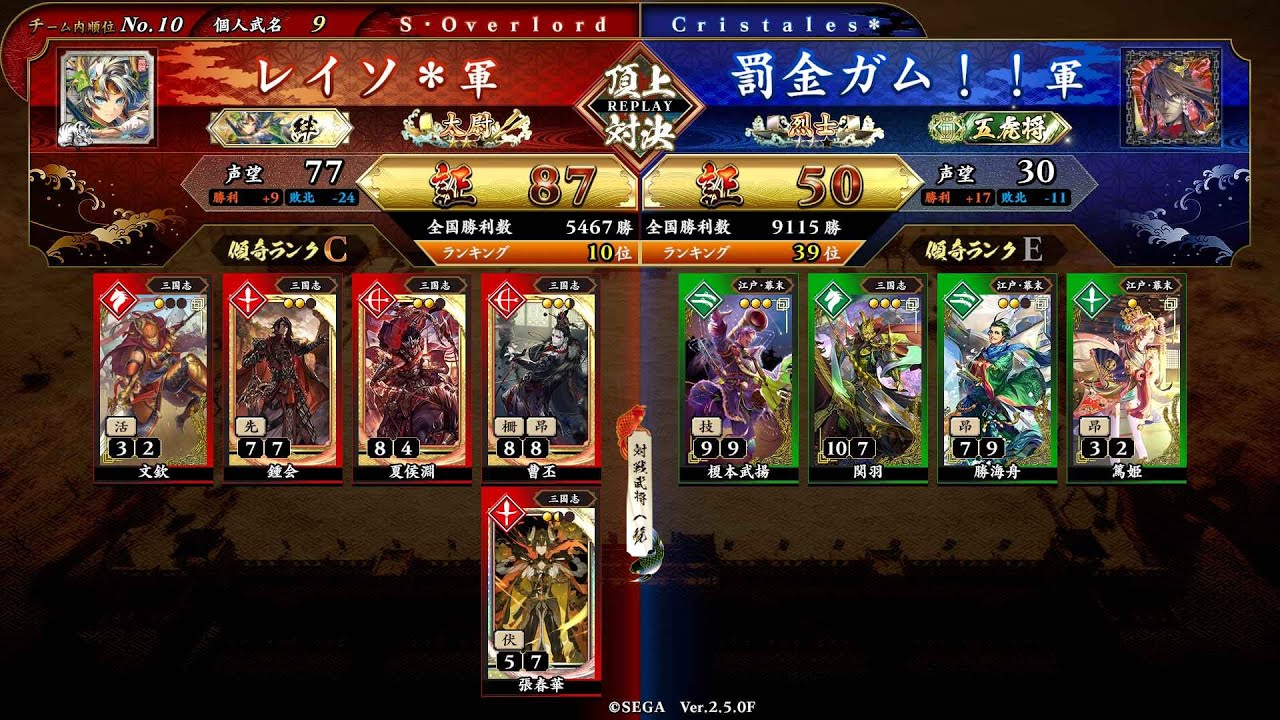 チーム内順位 No.10 個人武名 9
S・Overlord
Cristales*
レイソ＊軍
頂上
REPLAY
対決
罰金ガム！！軍
絆
太尉
烈士
五虎将
声望 77
勝利 +9 敗北 -24
証 87
証 50
声望 30
勝利 +17 敗北 -11
全国勝利数 5467勝
全国勝利数 9115勝
ランキング 10位
ランキング 39位
傾奇ランクC
傾奇ランクE
三国志
活
3 2
文欽
三国志
先
7 7
鍾会
三国志
8 4
夏侯淵
三国志
柵 昴
8 8
曹丕
対戦武将一覧
江戸・幕末
技
9 9
榎本武揚
三国志
10 7
関羽
江戸・幕末
昴
7 9
勝海舟
江戸・幕末
昴
3 2
篤姫
三国志
伏
5 7
張春華
©SEGA Ver.2.5.0F